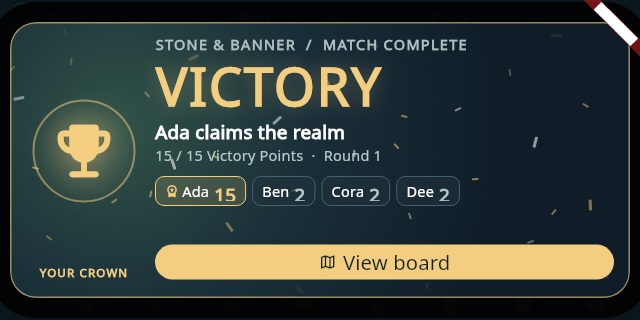 STONE & BANNER / MATCH COMPLETE
VICTORY
Ada claims the realm
15 / 15 Victory Points · Round 1
Ada 15 Ben 2 Cora 2 Dee 2
YOUR CROWN
View board